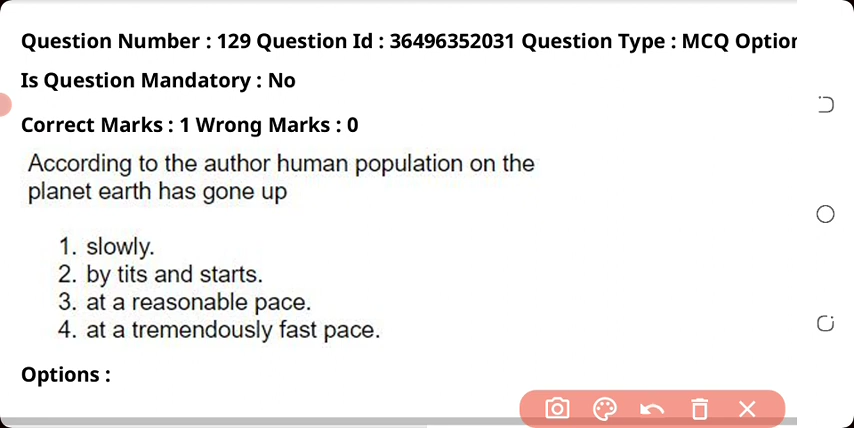 Question Number : 129 Question Id : 36496352031 Question Type : MCQ Option
Is Question Mandatory : No
Correct Marks : 1 Wrong Marks : 0
According to the author human population on the
planet earth has gone up
1. slowly.
2. by tits and starts.
3. at a reasonable pace.
4. at a tremendously fast pace.
Options :